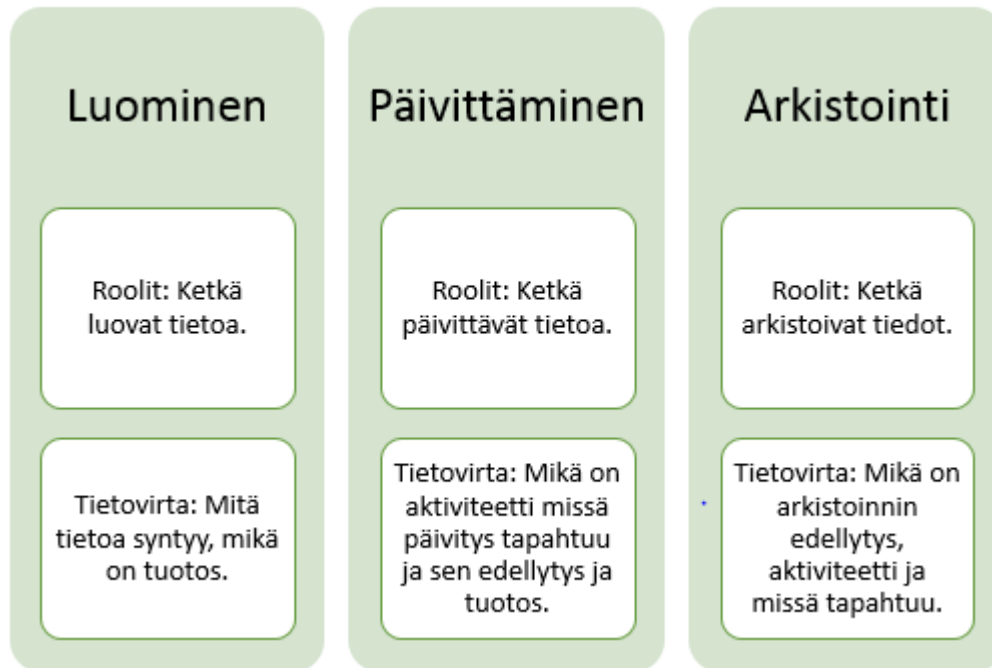 Luominen
Roolit: Ketkä
luovat tietoa.
Tietovirta: Mitä
tietoa syntyy, mikä
on tuotos.
Päivittäminen
Roolit: Ketkä
päivittävät tietoa.
Tietovirta: Mikä on
aktiviteetti missä
päivitys tapahtuu
ja sen edellytys ja
tuotos.
Arkistointi
Roolit: Ketkä
arkistoivat tiedot.
Tietovirta: Mikä on
arkistoinnin
edellytys,
aktiviteetti ja
missä tapahtuu.